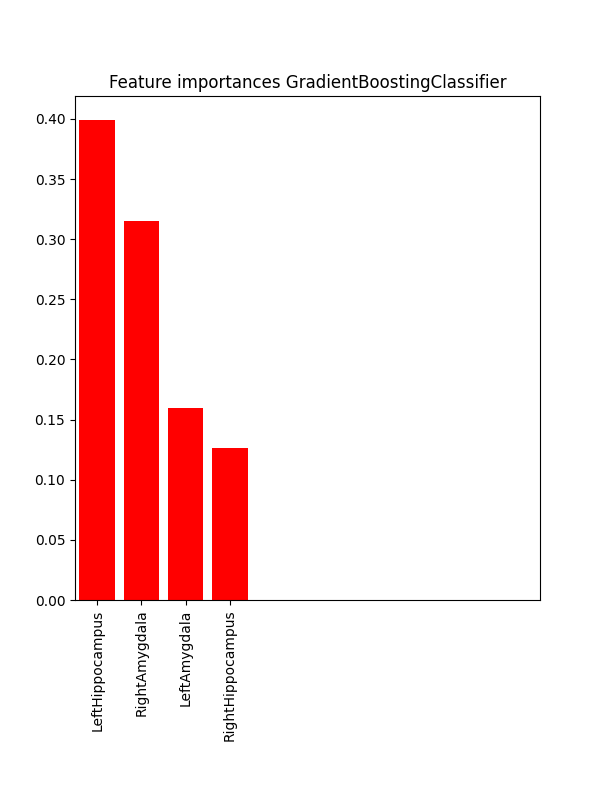 Feature importances GradientBoostingClassifier
0.40
0.35
0.30
0.25
0.20
0.15
0.10
0.05
0.00
LeftHippocampus
RightAmygdala
LeftAmygdala
RightHippocampus